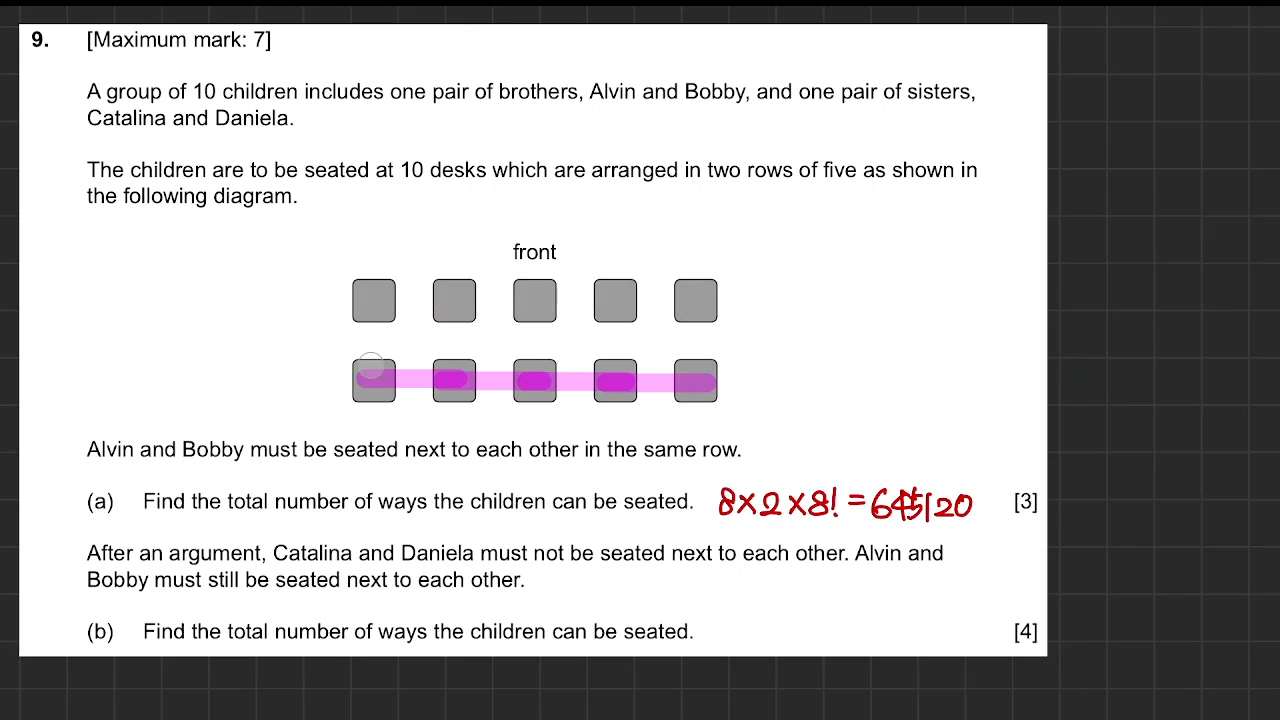 9. [Maximum mark: 7]
A group of 10 children includes one pair of brothers, Alvin and Bobby, and one pair of sisters,
Catalina and Daniela.
The children are to be seated at 10 desks which are arranged in two rows of five as shown in
the following diagram.
front
Alvin and Bobby must be seated next to each other in the same row.
(a) Find the total number of ways the children can be seated. 8×2×8! = 645120 [3]
After an argument, Catalina and Daniela must not be seated next to each other. Alvin and
Bobby must still be seated next to each other.
(b) Find the total number of ways the children can be seated. [4]